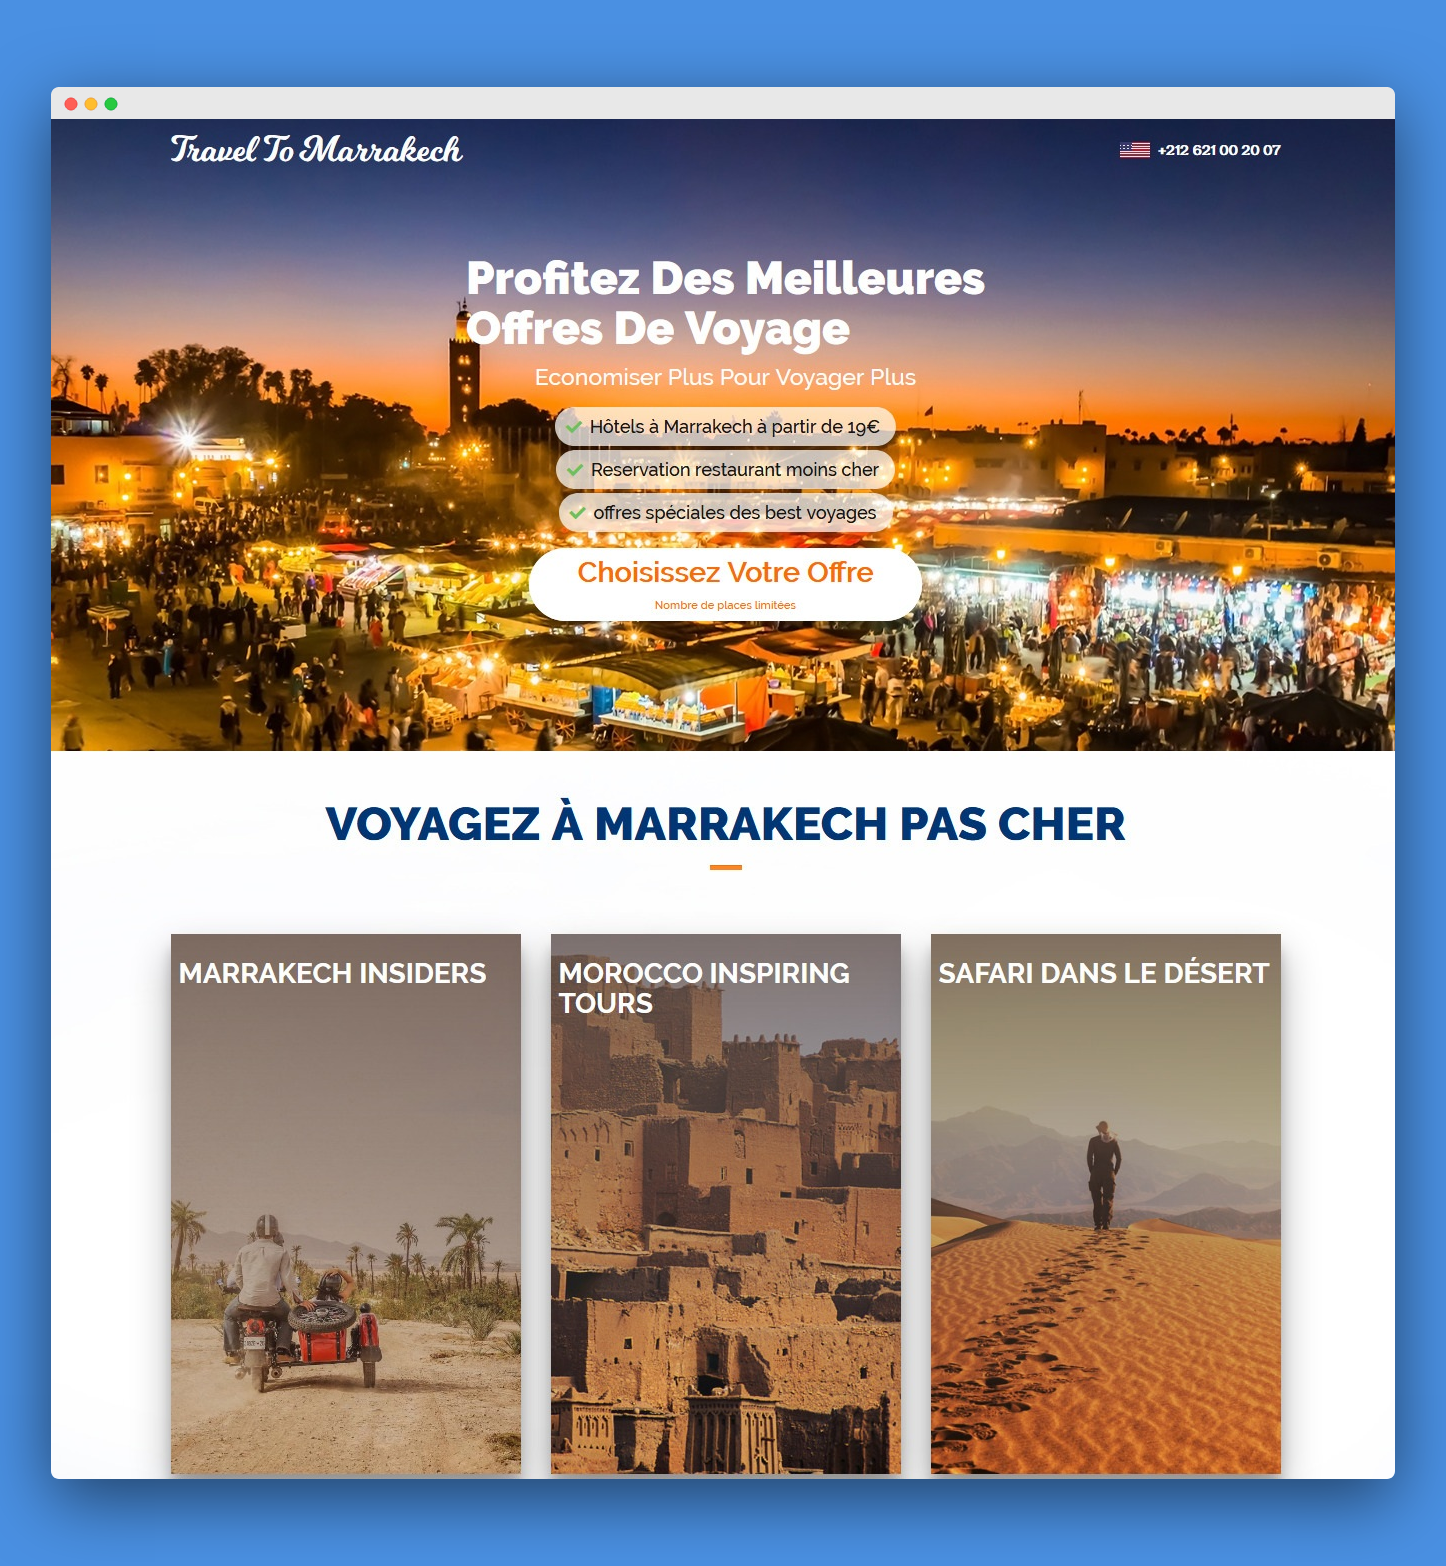 Travel To Marrakech
+212 621 00 20 07
Profitez Des Meilleures
Offres De Voyage
Economiser Plus Pour Voyager Plus
Hôtels à Marrakech à partir de 19€
Reservation restaurant moins cher
offres spéciales des best voyages
Choisissez Votre Offre
Nombre de places limitées
VOYAGEZ À MARRAKECH PAS CHER
MARRAKECH INSIDERS
MOROCCO INSPIRING
TOURS
SAFARI DANS LE DÉSERT